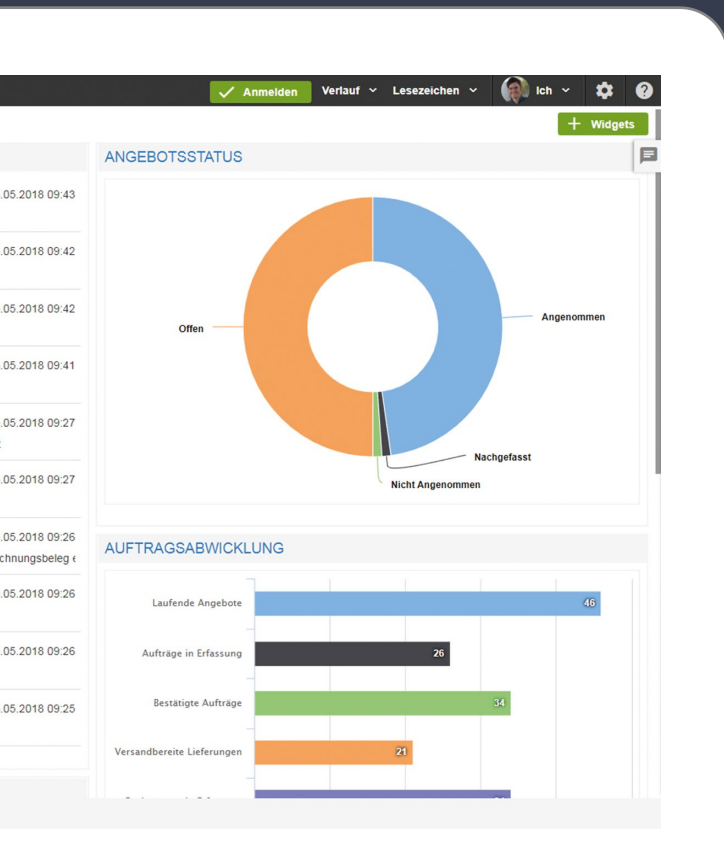 Anmelden Verlauf Lesezeichen Ich
+ Widgets
.05.2018 09:43
.05.2018 09:42
.05.2018 09:42
.05.2018 09:41
.05.2018 09:27
.05.2018 09:27
.05.2018 09:26
chnungsbeleg e
.05.2018 09:26
.05.2018 09:26
.05.2018 09:25
ANGEBOTSSTATUS
Offen
Angenommen
Nachgefasst
Nicht Angenommen
AUFTRAGSABWICKLUNG
Laufende Angebote 46
Aufträge in Erfassung 26
Bestätigte Aufträge 34
Versandbereite Lieferungen 21